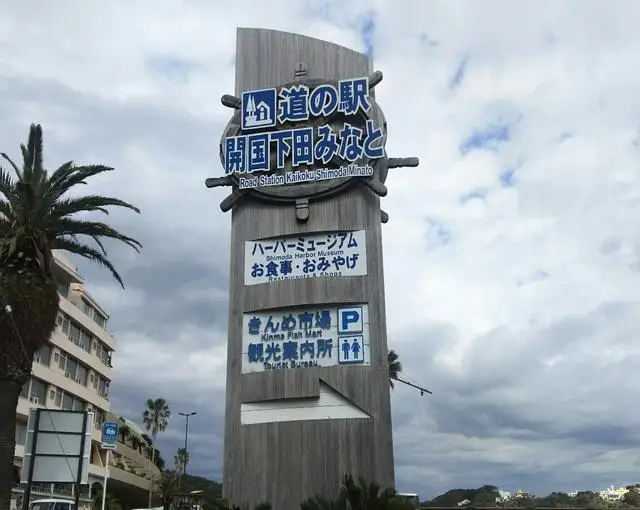 道の駅
開国下田みなと
Road Station Kaikoku Shimoda Minato
ハーバーミュージアム
Shimoda Harbor Museum
お食事・おみやげ
Restaurants & Shops
きんめ市場
Kinme Fish Mart
P
観光案内所
Tourist Bureau